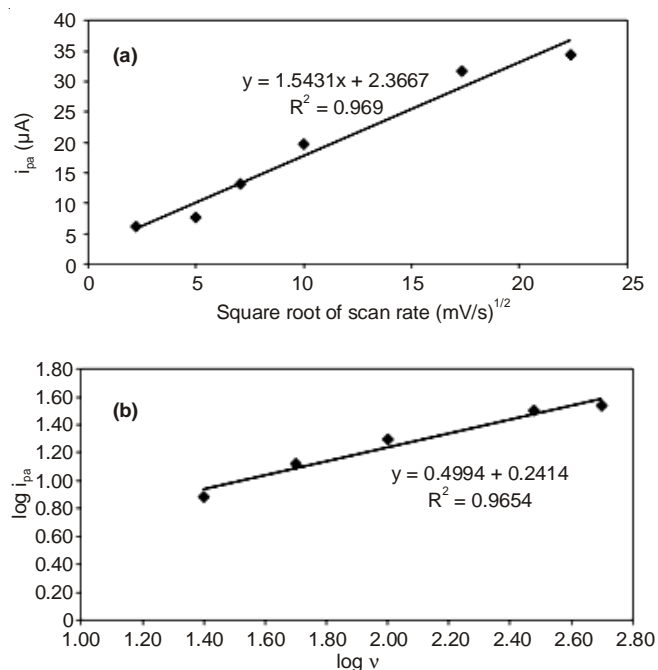 40
35
30
25
20
15
10
5
0
i_pa (µA)
(a)
y = 1.5431x + 2.3667
R² = 0.969
0 5 10 15 20 25
Square root of scan rate (mV/s)^1/2
1.80
1.60
1.40
1.20
1.00
0.80
0.60
0.40
0.20
0
log i_pa
(b)
y = 0.4994 + 0.2414
R² = 0.9654
1.00 1.20 1.40 1.60 1.80 2.00 2.20 2.40 2.60 2.80
log ν